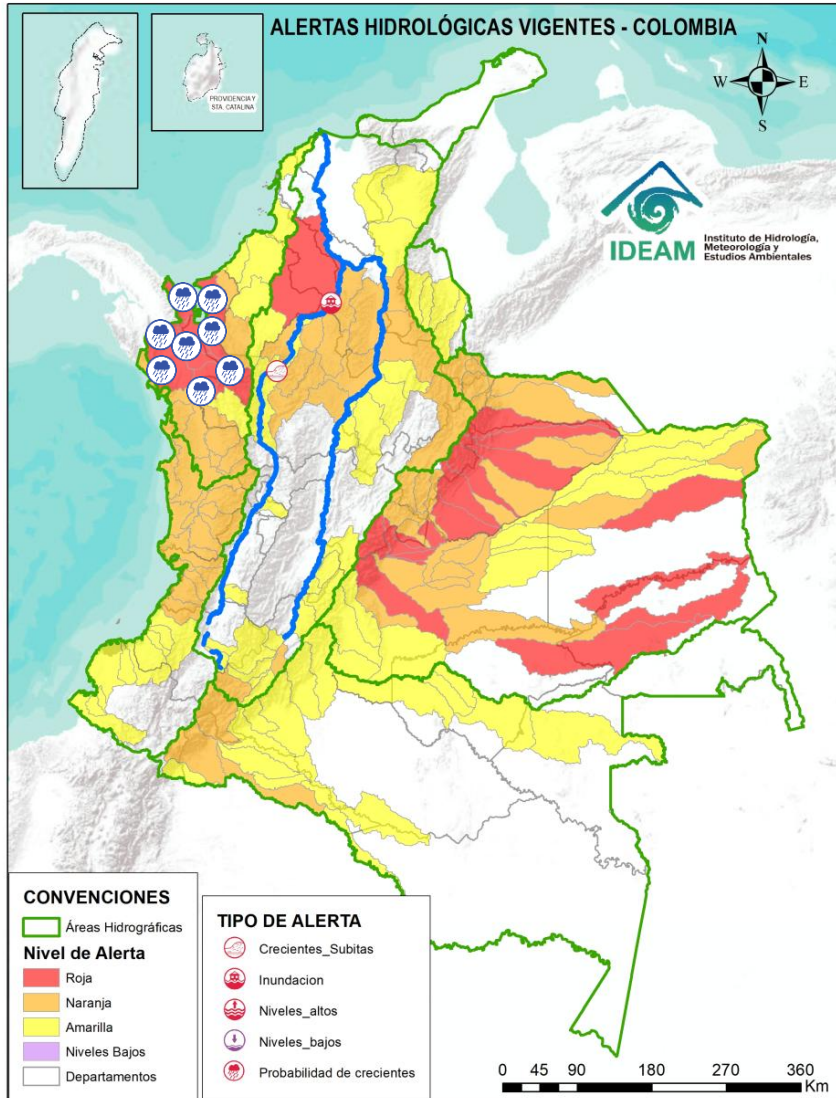 ALERTAS HIDROLÓGICAS VIGENTES - COLOMBIA
PROVIDENCIA Y
STA. CATALINA
N
W
E
S
IDEAM
Instituto de Hidrología,
Meteorología y
Estudios Ambientales
CONVENCIONES
Áreas Hidrográficas
Nivel de Alerta
Roja
Naranja
Amarilla
Niveles Bajos
Departamentos
TIPO DE ALERTA
Crecientes_Subitas
Inundacion
Niveles_altos
Niveles_bajos
Probabilidad de crecientes
0 45 90 180 270 360
Km